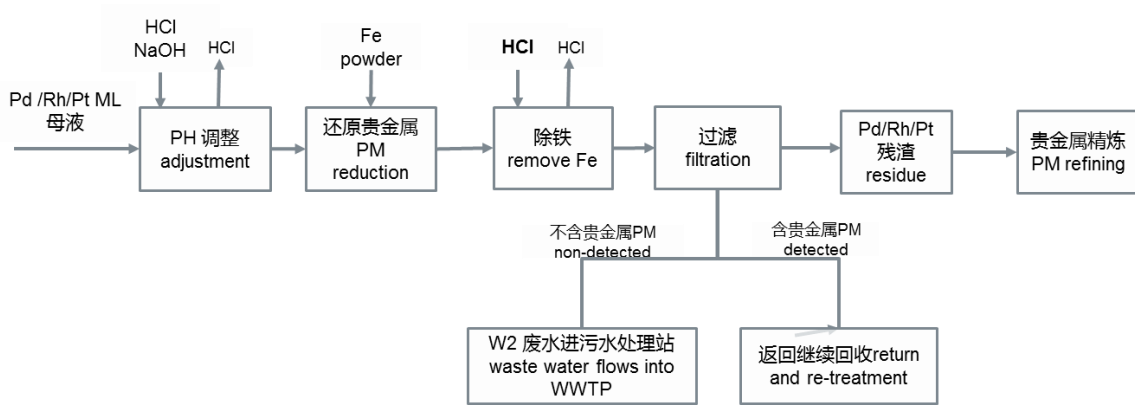 HCl
NaOH
HCl
Fe
powder
HCl
HCl
Pd /Rh/Pt ML
母液
PH 调整
adjustment
还原贵金属
PM
reduction
除铁
remove Fe
过滤
filtration
Pd/Rh/Pt
残渣
residue
贵金属精炼
PM refining
不含贵金属PM
non-detected
含贵金属PM
detected
W2 废水进污水处理站
waste water flows into
WWTP
返回继续回收return
and re-treatment